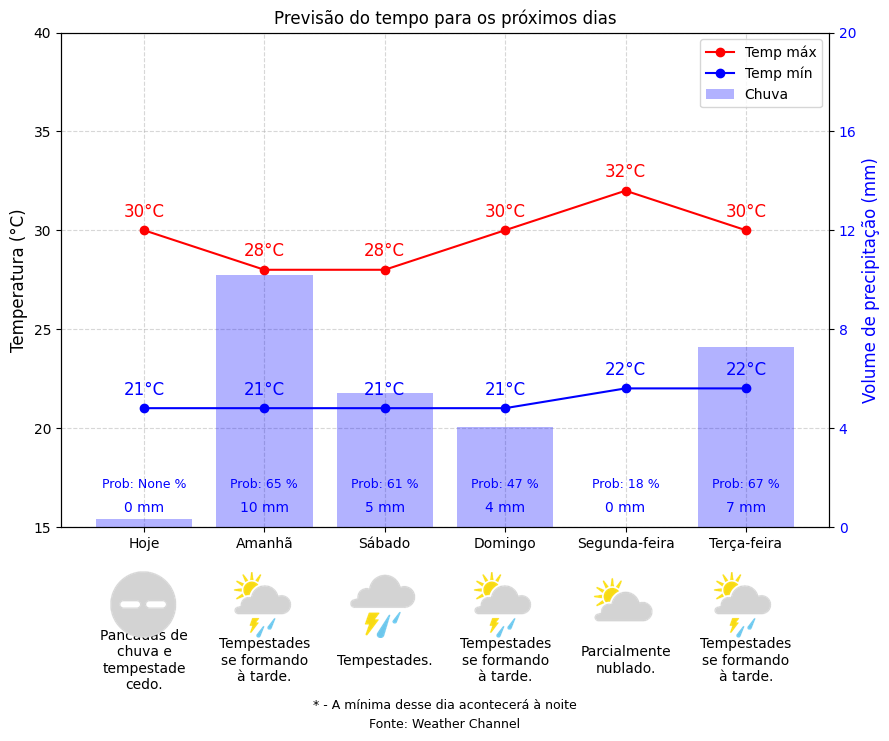 Previsão do tempo para os próximos dias
40
35
30
25
20
15
Temperatura (°C)
20
16
12
8
4
0
Volume de precipitação (mm)
Temp máx
Temp mín
Chuva
30°C
28°C
28°C
30°C
32°C
30°C
21°C
21°C
21°C
21°C
22°C
22°C
Prob: None %
Prob: 65 %
Prob: 61 %
Prob: 47 %
Prob: 18 %
Prob: 67 %
0 mm
10 mm
5 mm
4 mm
0 mm
7 mm
Hoje
Amanhã
Sábado
Domingo
Segunda-feira
Terça-feira
Pancadas de
chuva e
tempestade
cedo.
Tempestades
se formando
à tarde.
Tempestades.
Tempestades
se formando
à tarde.
Parcialmente
nublado.
Tempestades
se formando
à tarde.
* - A mínima desse dia acontecerá à noite
Fonte: Weather Channel